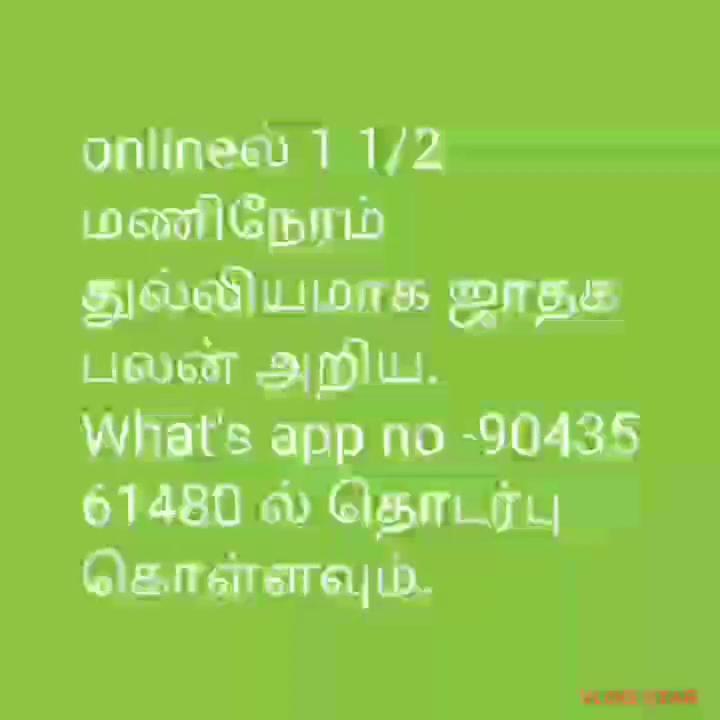 onlineல் 1 1/2
மணிநேரம்
துல்லியமாக ஜாதக
பலன் அறிய.
What's app no -90435
61480 ல் தொடர்பு
கொள்ளவும்.